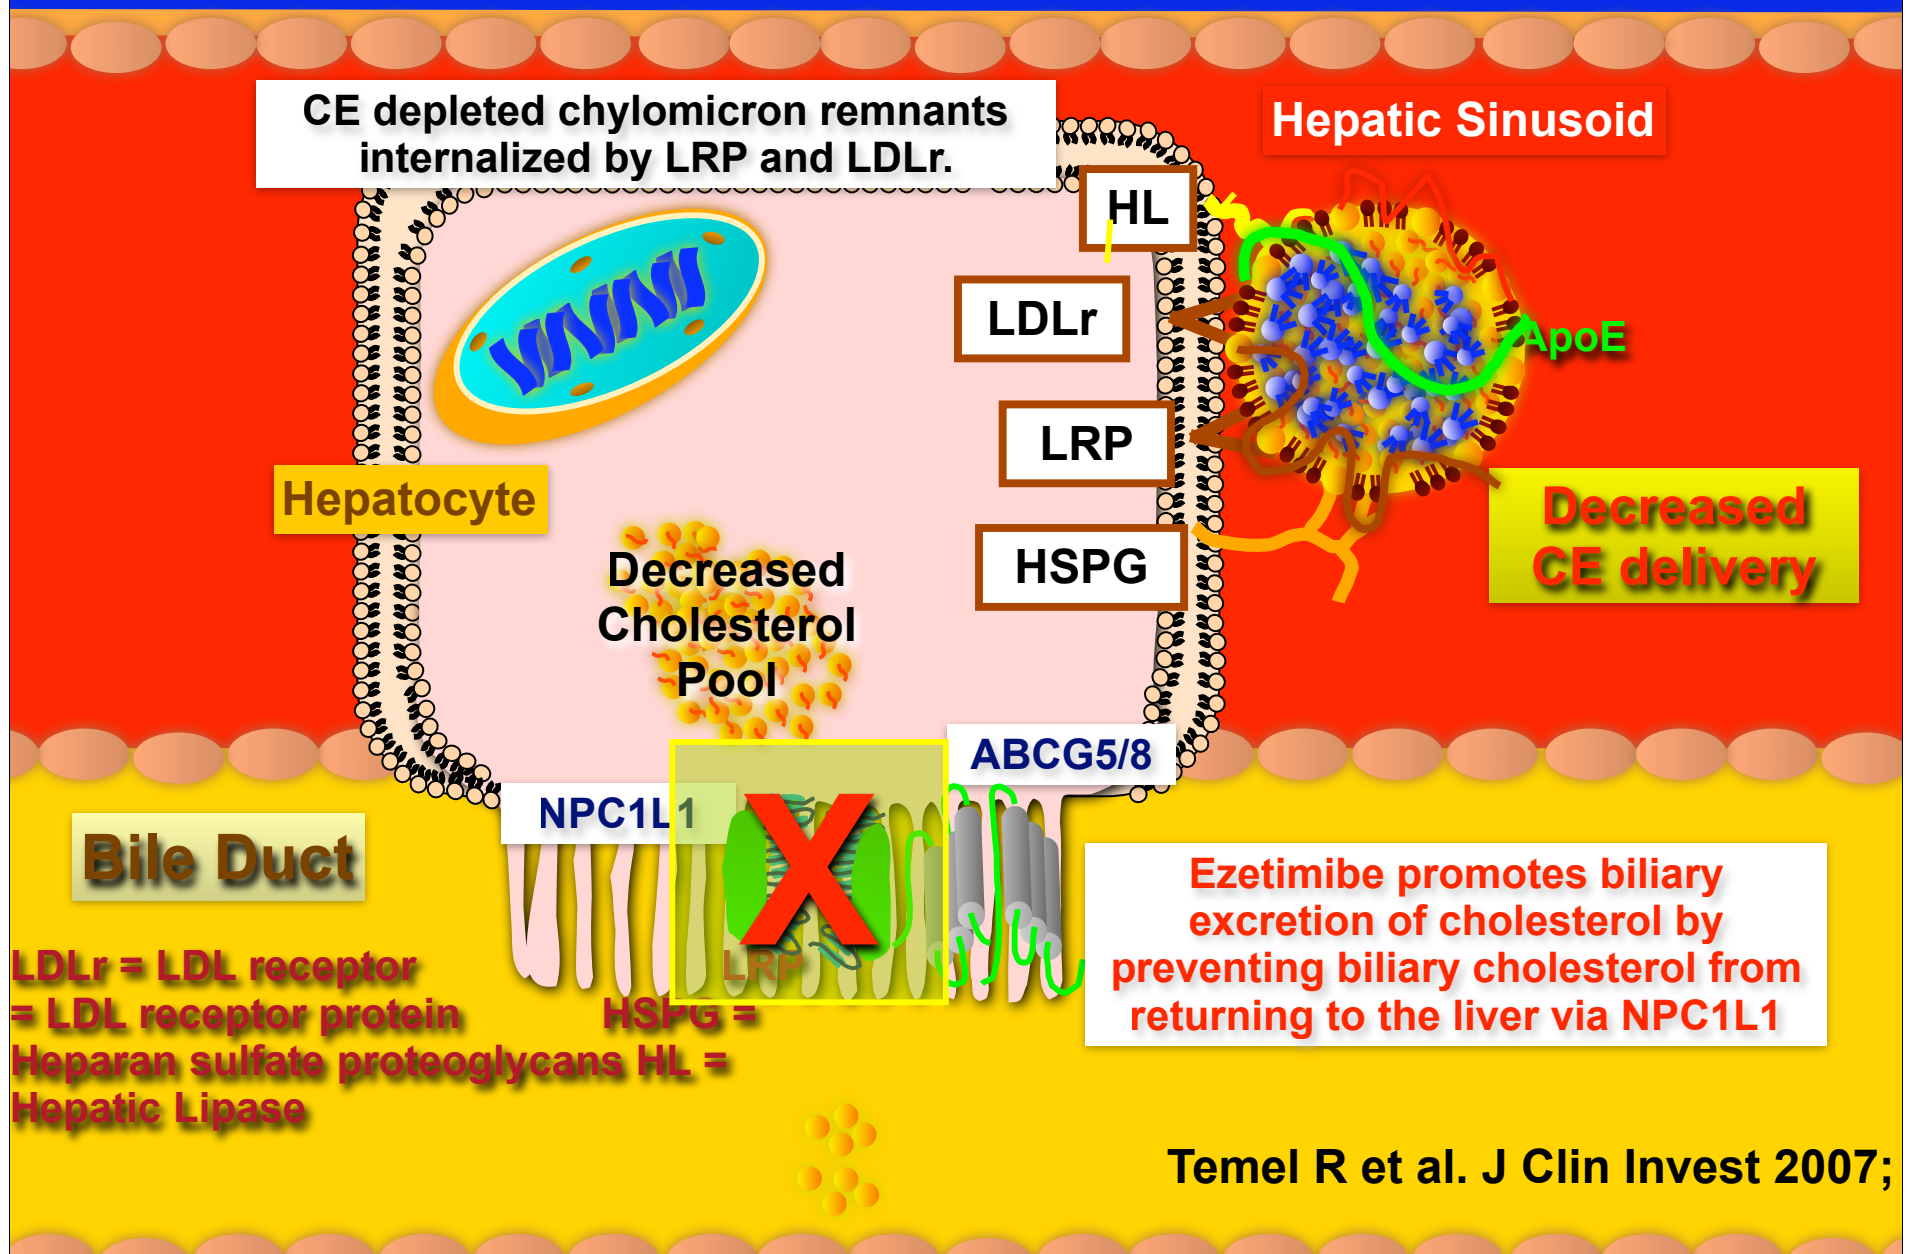 CE depleted chylomicron remnants
internalized by LRP and LDLr.
Hepatic Sinusoid
HL
LDLr
ApoE
LRP
Hepatocyte
Decreased
CE delivery
HSPG
Decreased
Cholesterol
Pool
ABCG5/8
NPC1L1
X
Bile Duct
Ezetimibe promotes biliary
excretion of cholesterol by
preventing biliary cholesterol from
returning to the liver via NPC1L1
LDLr = LDL receptor LRP
= LDL receptor protein HSPG =
Heparan sulfate proteoglycans HL =
Hepatic Lipase
Temel R et al. J Clin Invest 2007;